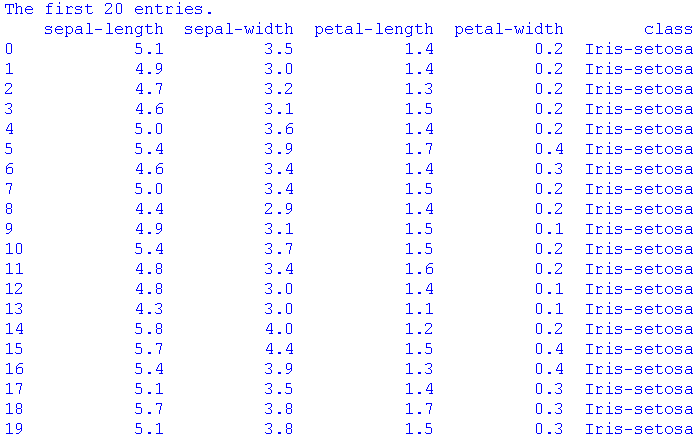 The first 20 entries.
    sepal-length  sepal-width  petal-length  petal-width        class
0            5.1          3.5           1.4          0.2  Iris-setosa
1            4.9          3.0           1.4          0.2  Iris-setosa
2            4.7          3.2           1.3          0.2  Iris-setosa
3            4.6          3.1           1.5          0.2  Iris-setosa
4            5.0          3.6           1.4          0.2  Iris-setosa
5            5.4          3.9           1.7          0.4  Iris-setosa
6            4.6          3.4           1.4          0.3  Iris-setosa
7            5.0          3.4           1.5          0.2  Iris-setosa
8            4.4          2.9           1.4          0.2  Iris-setosa
9            4.9          3.1           1.5          0.1  Iris-setosa
10           5.4          3.7           1.5          0.2  Iris-setosa
11           4.8          3.4           1.6          0.2  Iris-setosa
12           4.8          3.0           1.4          0.1  Iris-setosa
13           4.3          3.0           1.1          0.1  Iris-setosa
14           5.8          4.0           1.2          0.2  Iris-setosa
15           5.7          4.4           1.5          0.4  Iris-setosa
16           5.4          3.9           1.3          0.4  Iris-setosa
17           5.1          3.5           1.4          0.3  Iris-setosa
18           5.7          3.8           1.7          0.3  Iris-setosa
19           5.1          3.8           1.5          0.3  Iris-setosa